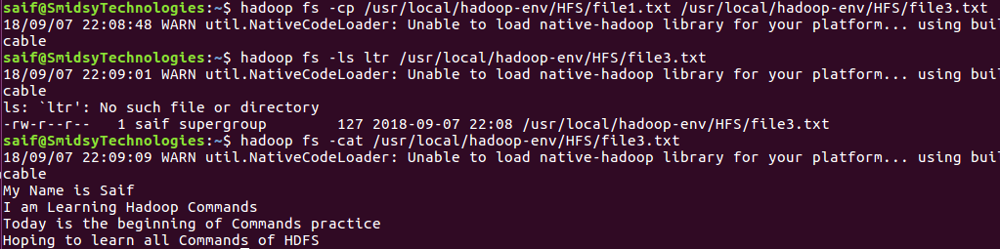 saif@SmidsyTechnologies:~$ hadoop fs -cp /usr/local/hadoop-env/HFS/file1.txt /usr/local/hadoop-env/HFS/file3.txt
18/09/07 22:08:48 WARN util.NativeCodeLoader: Unable to load native-hadoop library for your platform... using bui
cable
saif@SmidsyTechnologies:~$ hadoop fs -ls ltr /usr/local/hadoop-env/HFS/file3.txt
18/09/07 22:09:01 WARN util.NativeCodeLoader: Unable to load native-hadoop library for your platform... using bui
cable
ls: `ltr': No such file or directory
-rw-r--r--   1 saif supergroup        127 2018-09-07 22:08 /usr/local/hadoop-env/HFS/file3.txt
saif@SmidsyTechnologies:~$ hadoop fs -cat /usr/local/hadoop-env/HFS/file3.txt
18/09/07 22:09:09 WARN util.NativeCodeLoader: Unable to load native-hadoop library for your platform... using bui
cable
My Name is Saif
I am Learning Hadoop Commands
Today is the beginning of Commands practice
Hoping to learn all Commands of HDFS